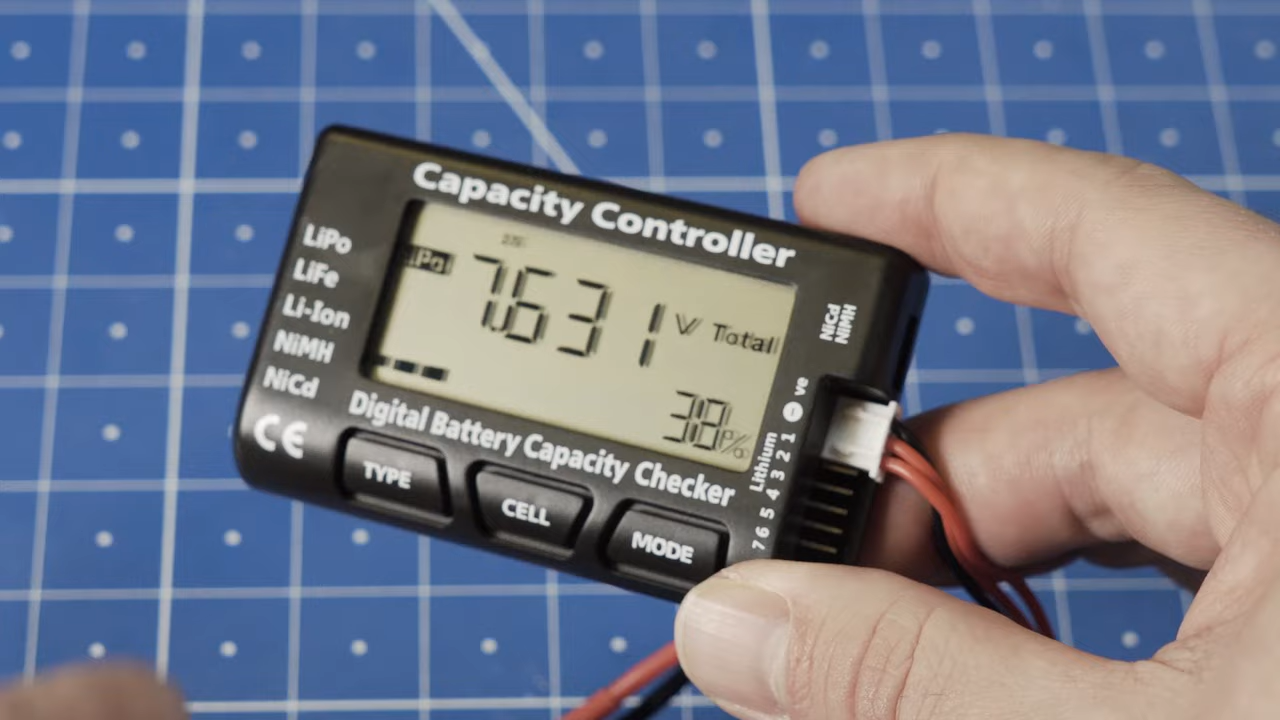 Capacity Controller
LiPo
LiFe
Li-Ion
NiMH
NiCd
CE
LiPo
7.631 V Total
38%
NiCd
NiMH
Digital Battery Capacity Checker
TYPE
CELL
MODE
Lithium
7 6 5 4 3 2 1 - ve